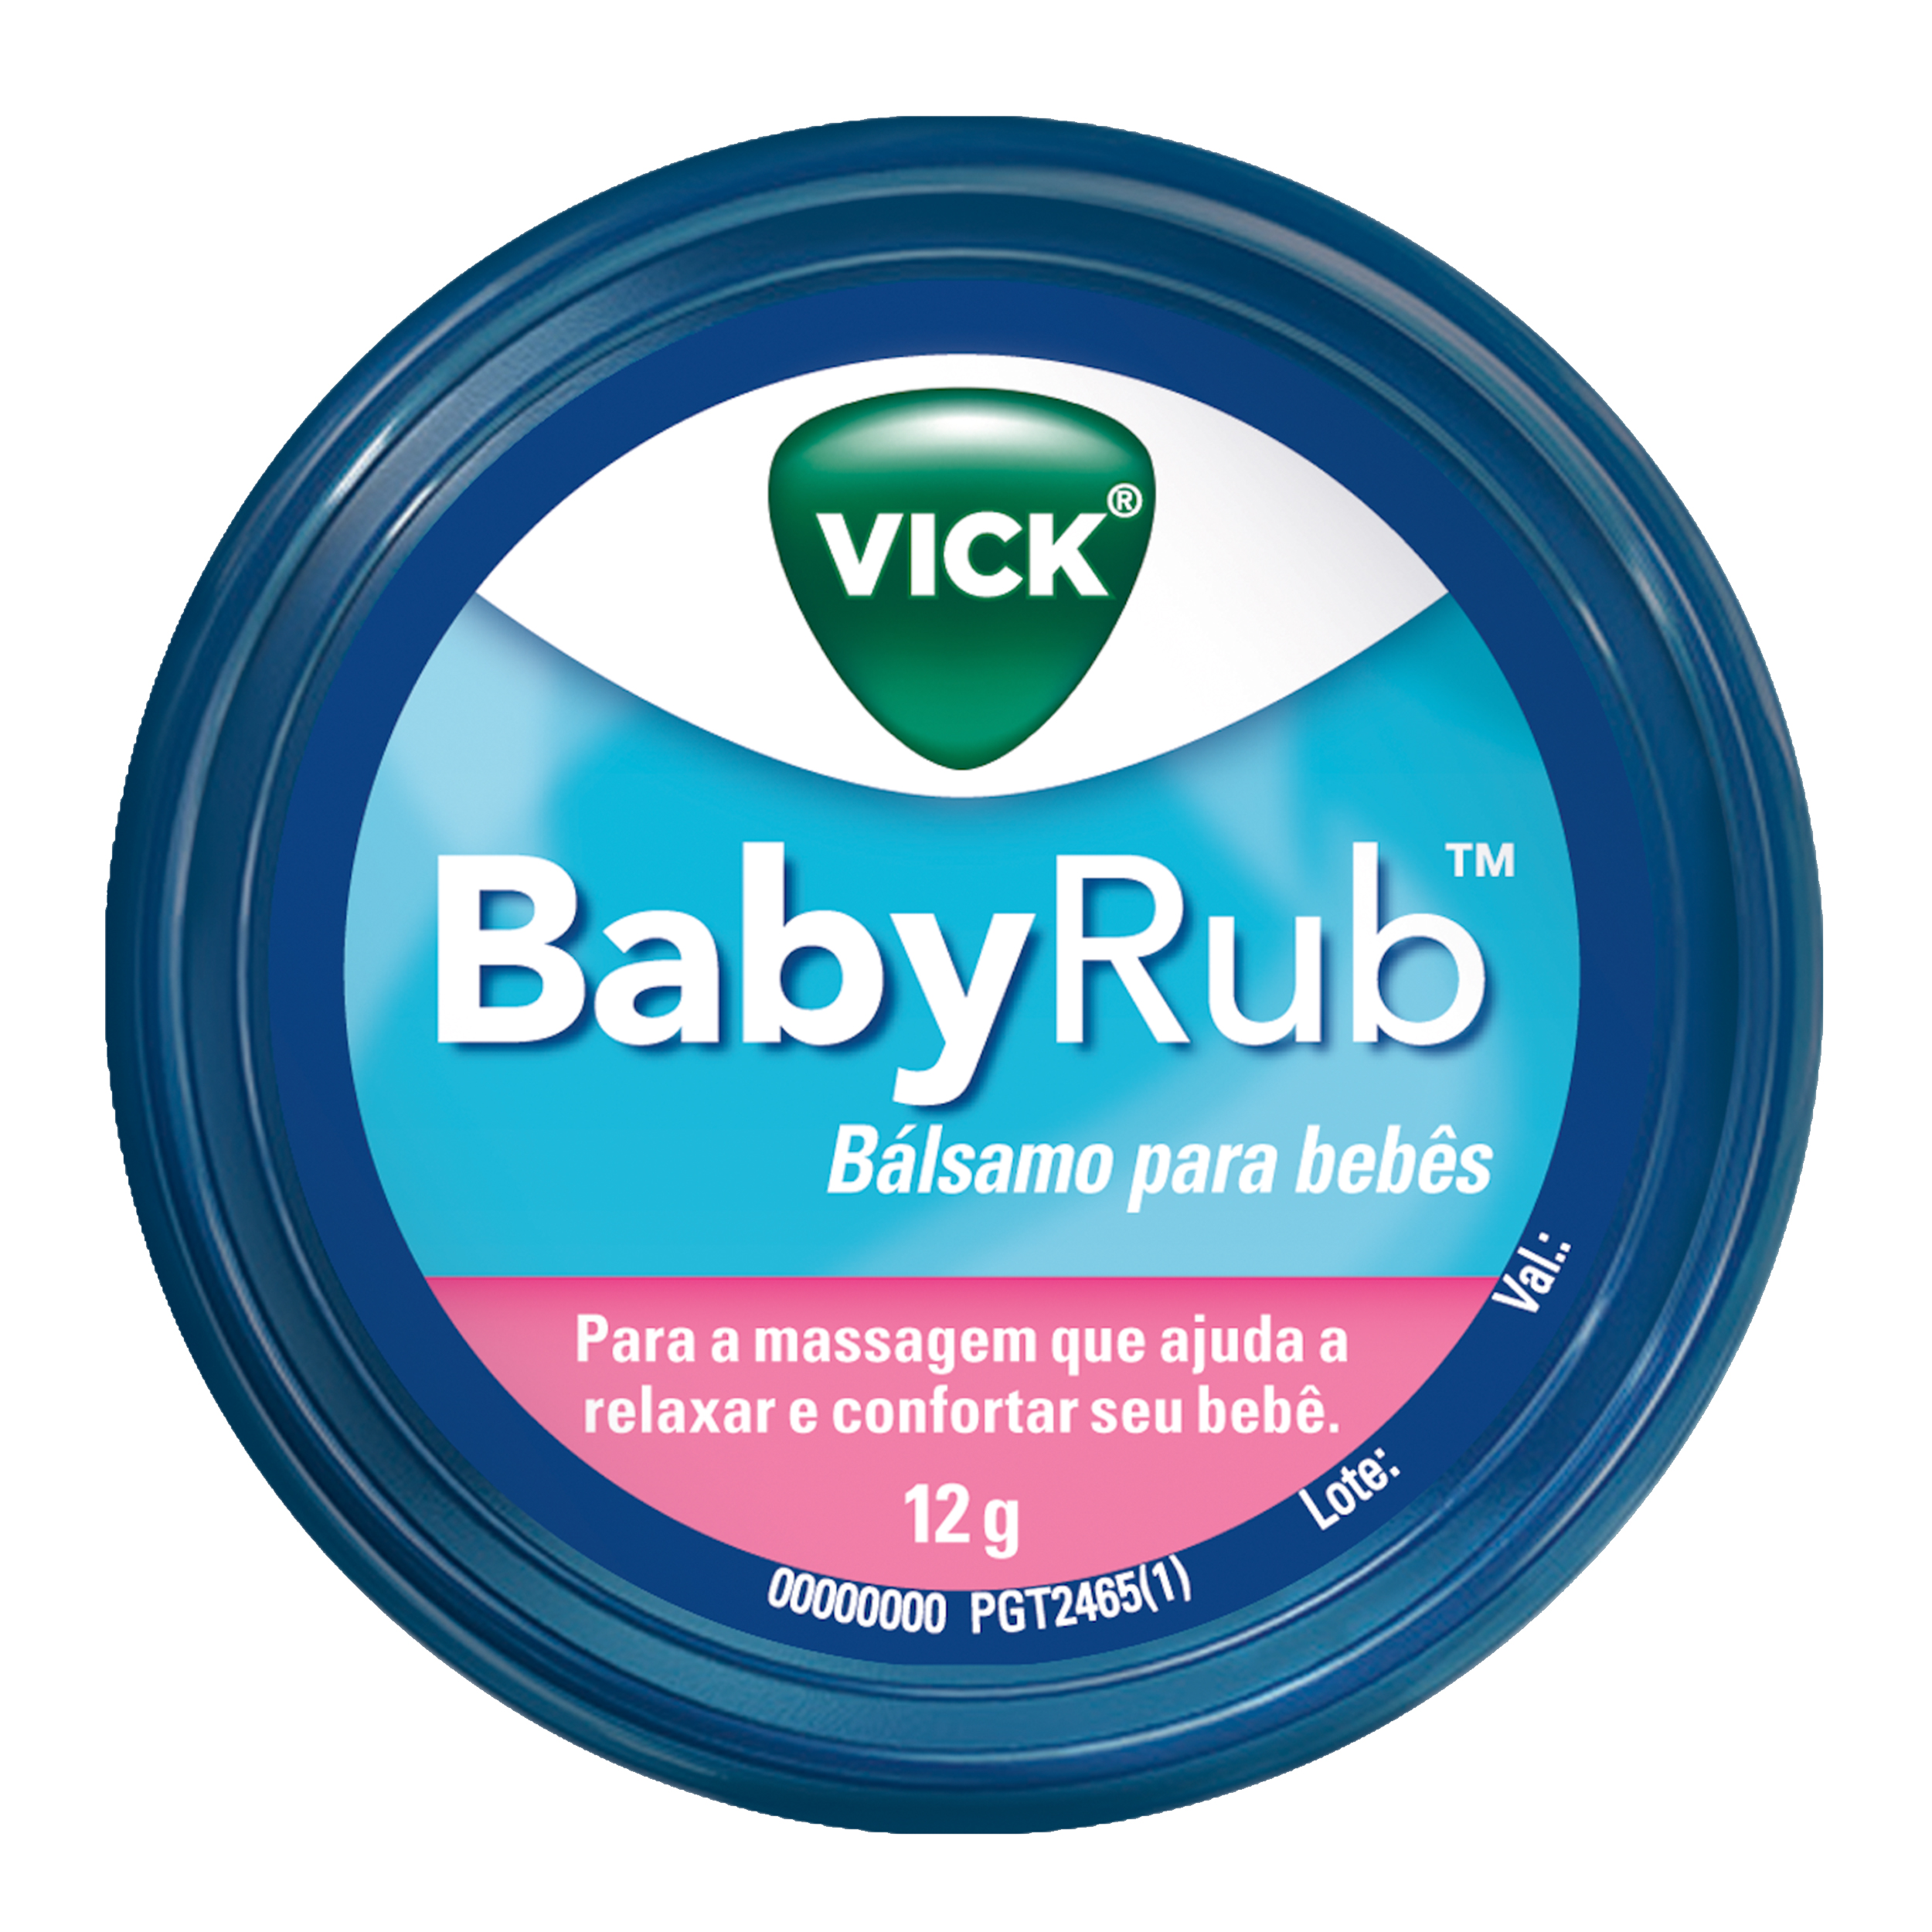 VICK®
BabyRub™
Bálsamo para bebês
Para a massagem que ajuda a
relaxar e confortar seu bebê.
12 g
Val.:
Lote:
00000000 PGT2465(1)